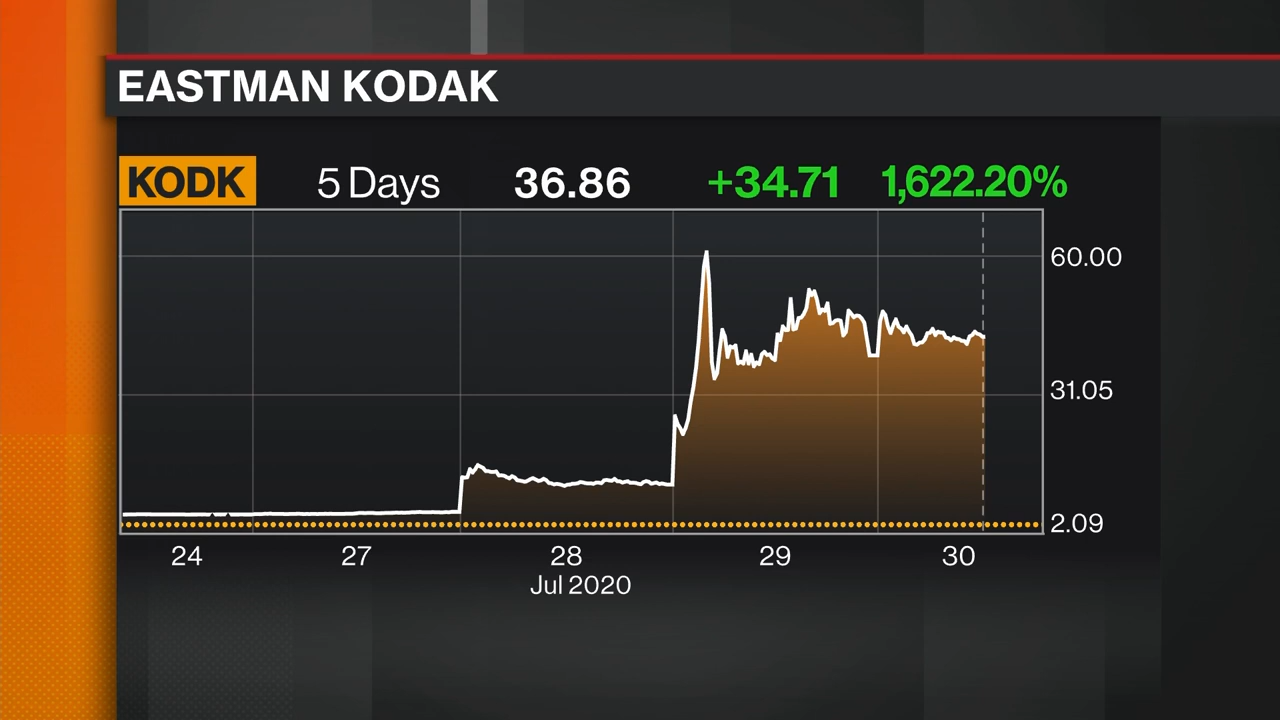 EASTMAN KODAK
KODK 5 Days 36.86 +34.71 1,622.20%
60.00
31.05
2.09
24 27 28 29 30
Jul 2020